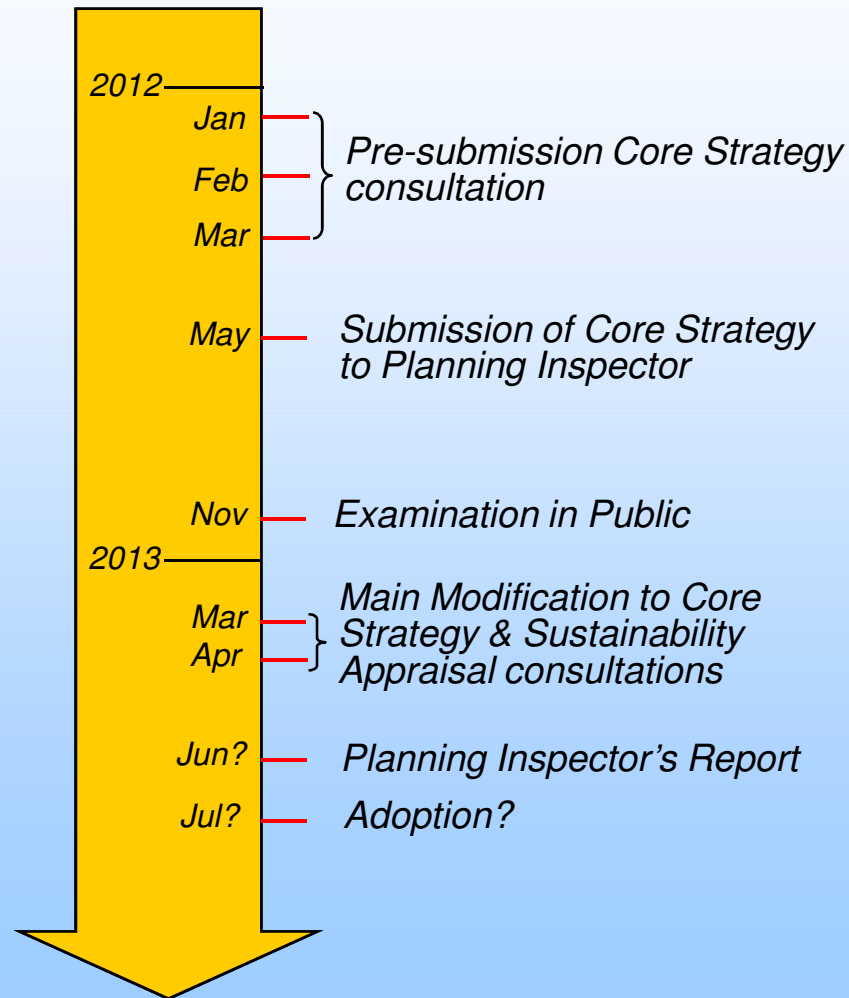 2012
Jan
Feb
Mar
Pre-submission Core Strategy
consultation
May
Submission of Core Strategy
to Planning Inspector
Nov
Examination in Public
2013
Mar
Apr
Main Modification to Core
Strategy & Sustainability
Appraisal consultations
Jun?
Planning Inspector's Report
Jul?
Adoption?